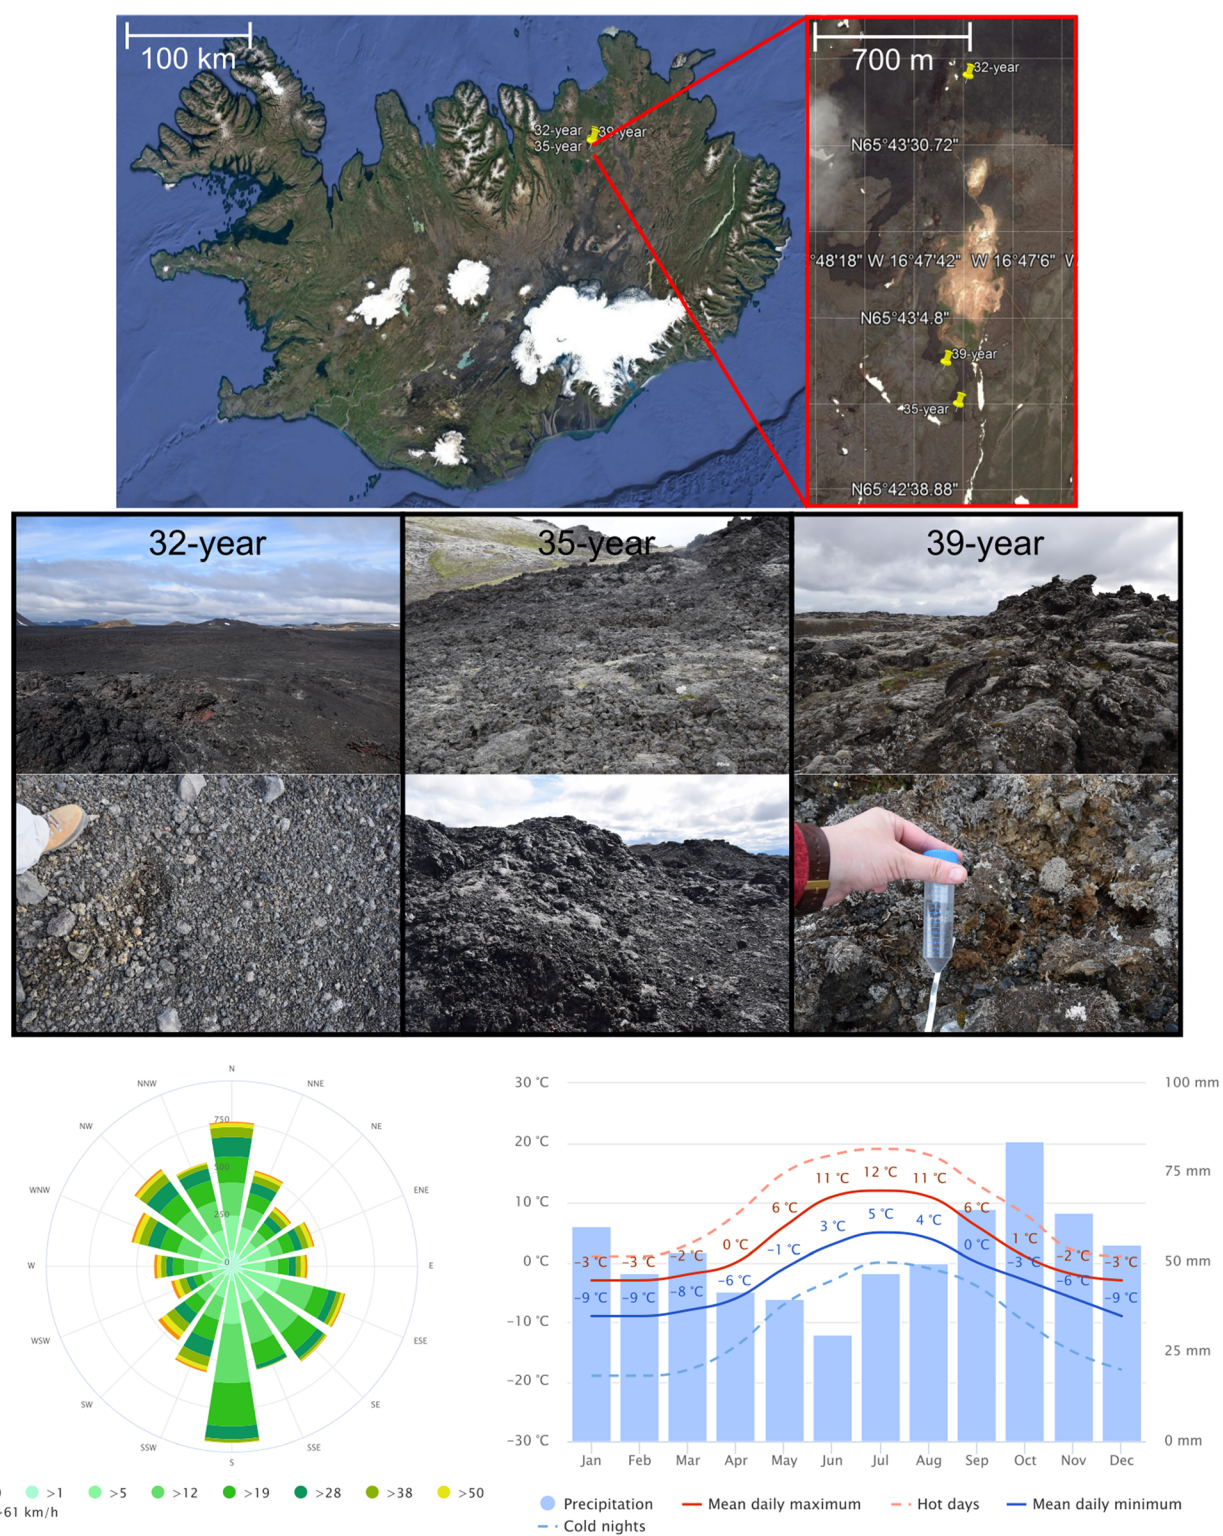 100 km
700 m
32-year
32-year
39-year
35-year
N65°43'30.72"
°48'18" W 16°47'42" W 16°47'6" W
N65°43'4.8"
39-year
35-year
N65°42'38.88"
32-year
35-year
39-year
N
NNW
NNE
NW
NE
WNW
ENE
W
E
WSW
ESE
SW
SE
SSW
SSE
S
750
500
250
0
>1
>5
>12
>19
>28
>38
>50
>61 km/h
30 °C
20 °C
10 °C
0 °C
-10 °C
-20 °C
-30 °C
100 mm
75 mm
50 mm
25 mm
0 mm
-3 °C
-3 °C
-2 °C
0 °C
6 °C
11 °C
12 °C
11 °C
6 °C
1 °C
-2 °C
-3 °C
-9 °C
-9 °C
-8 °C
-6 °C
-1 °C
3 °C
5 °C
4 °C
0 °C
-3 °C
-6 °C
-9 °C
Jan Feb Mar Apr May Jun Jul Aug Sep Oct Nov Dec
Precipitation Mean daily maximum Hot days Mean daily minimum
Cold nights